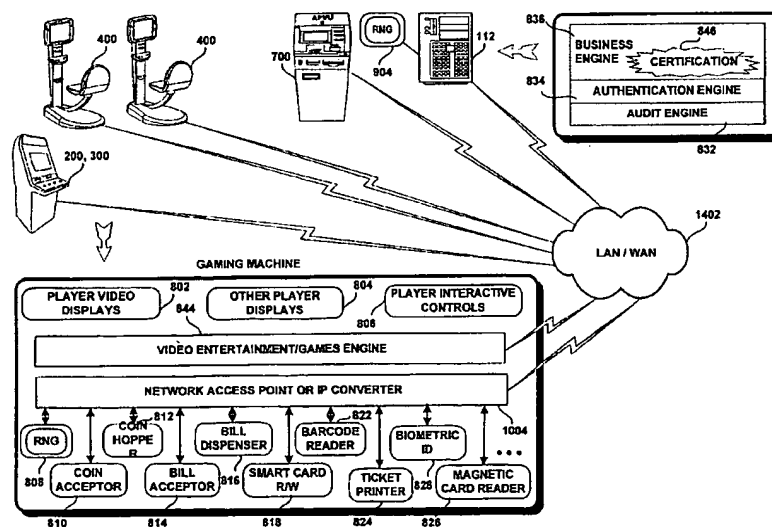 400
400
700
RNG
904
112
836
846
BUSINESS
ENGINE
CERTIFICATION
834
AUTHENTICATION ENGINE
AUDIT ENGINE
832
200, 300
1402
LAN / WAN
GAMING MACHINE
PLAYER VIDEO
DISPLAYS
802
OTHER PLAYER
DISPLAYS
804
PLAYER INTERACTIVE
CONTROLS
806
844
VIDEO ENTERTAINMENT/GAMES ENGINE
NETWORK ACCESS POINT OR IP CONVERTER
1004
RNG
808
COIN
HOPPE
R
812
BILL
DISPENSER
816
BARCODE
READER
822
BIOMETRIC
ID
828
COIN
ACCEPTOR
810
BILL
ACCEPTOR
814
SMART CARD
R/W
818
TICKET
PRINTER
824
MAGNETIC
CARD READER
826